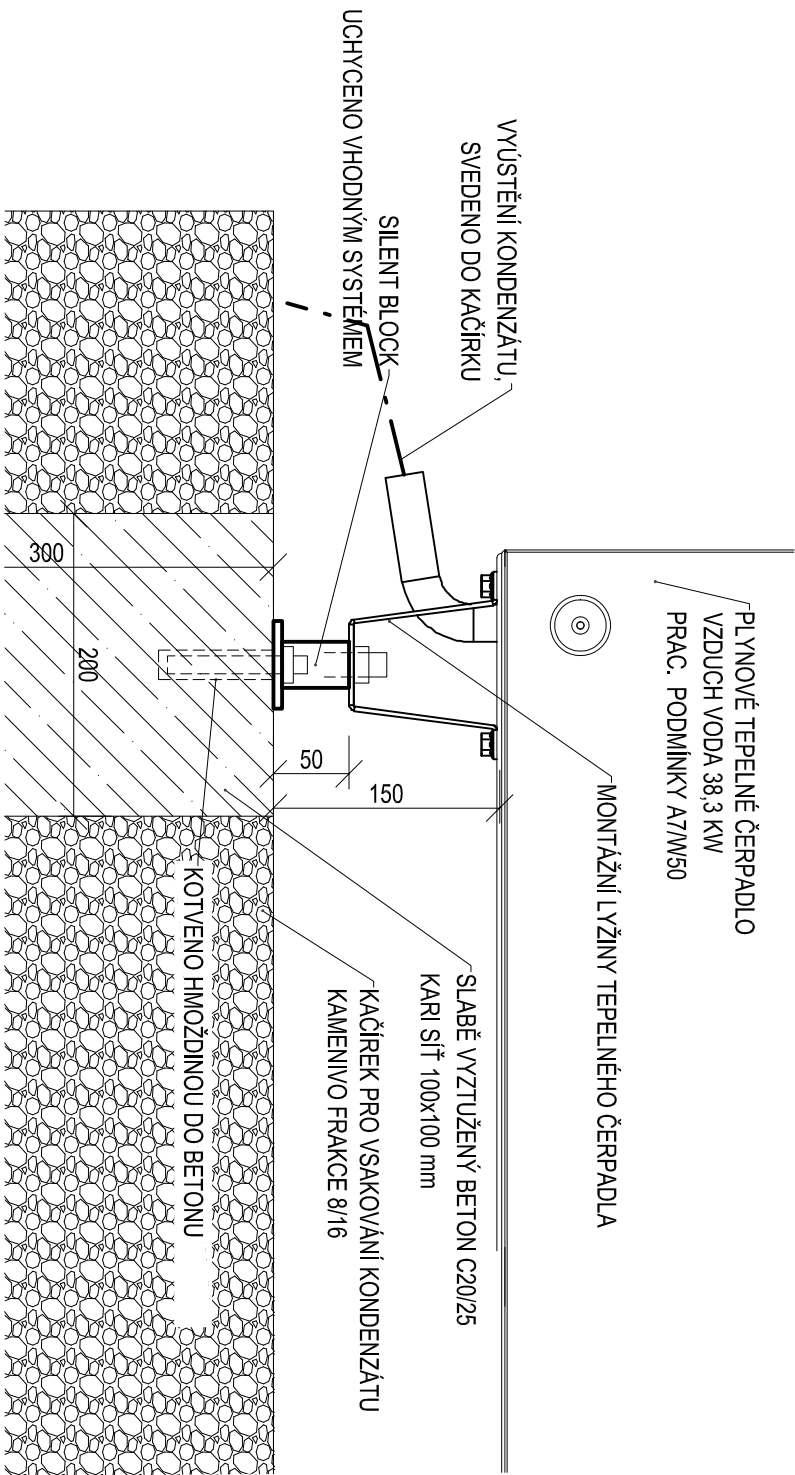 PLYNOVÉ TEPELNÉ ČERPADLO
VZDUCH VODA 38,3 KW
PRAC. PODMÍNKY A7/W50
MONTÁŽNÍ LYŽINY TEPELNÉHO ČERPADLA
VYÚSTĚNÍ KONDENZÁTU,
SVEDENO DO KAČÍRKU
SILENT BLOCK
UCHYCENO VHODNÝM SYSTÉMEM
SLABĚ VYZTUŽENÝ BETON C20/25
KARI SÍŤ 100x100 mm
KAČÍREK PRO VSAKOVÁNÍ KONDENZÁTU
KAMENIVO FRAKCE 8/16
KOTVENO HMOŽDINOU DO BETONU
150
50
300
200